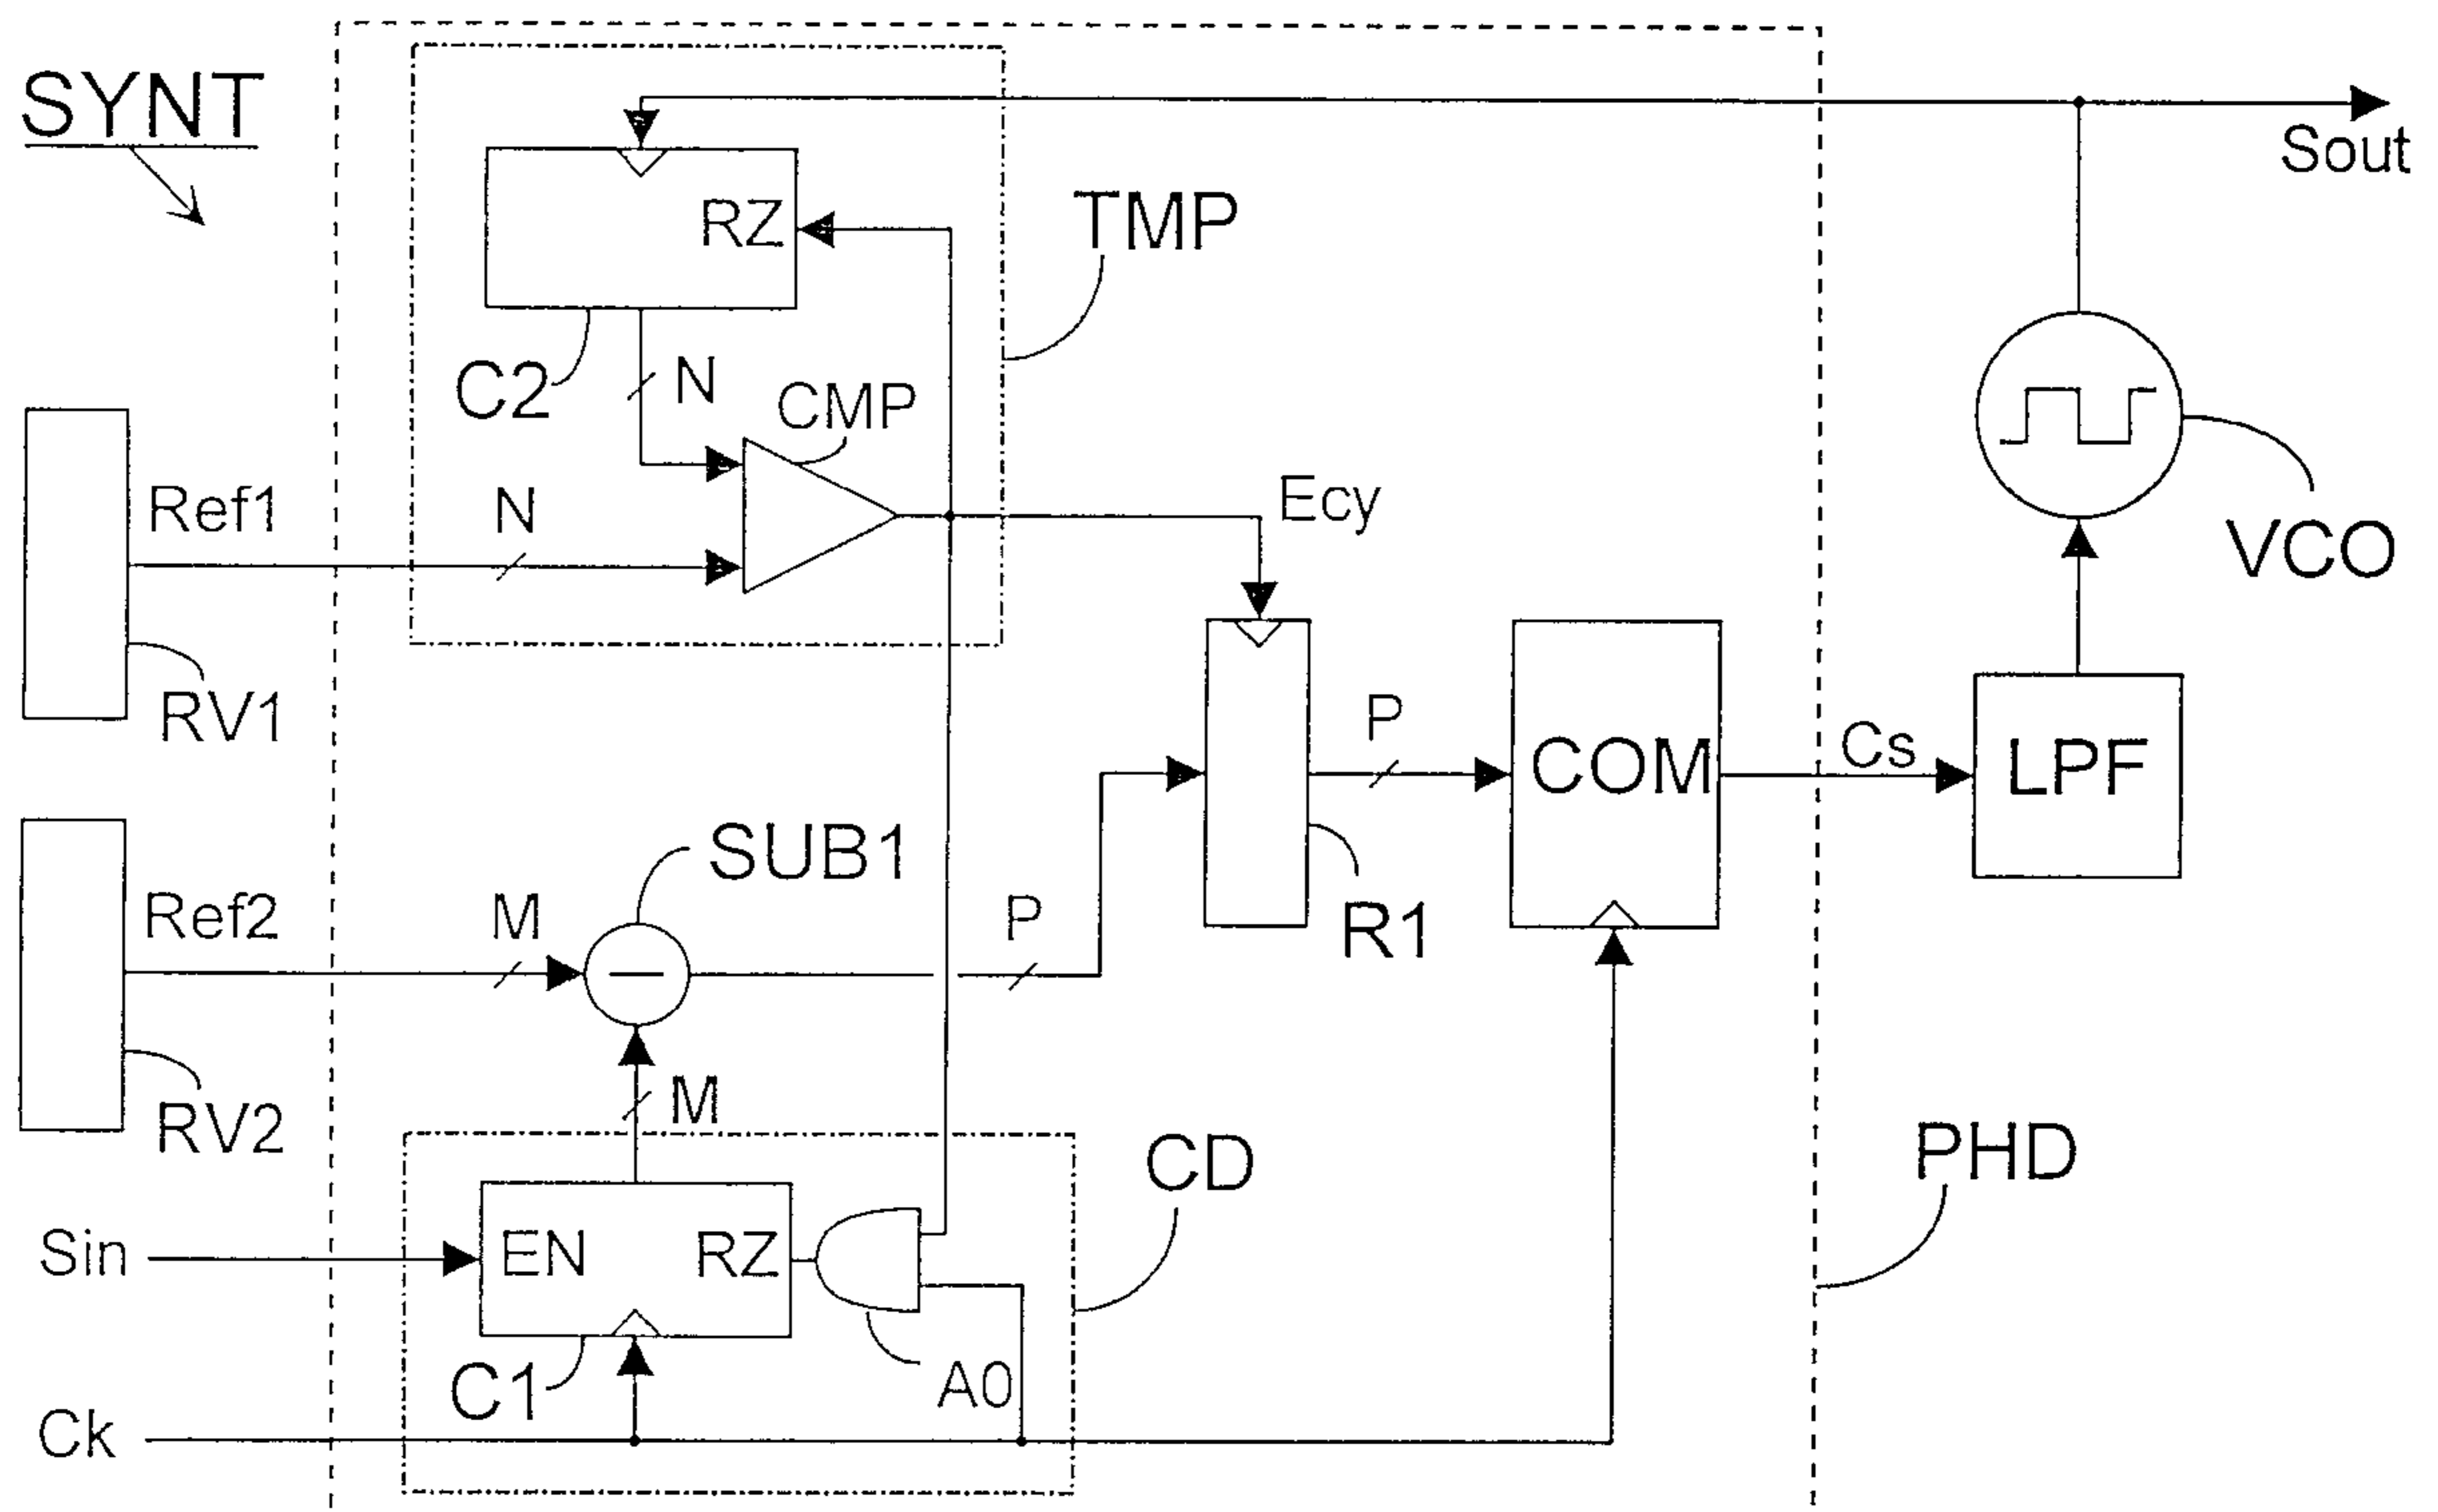 SYNT
Sout
RZ
TMP
C2
N
CMP
Ref1
N
Ecy
VCO
RV1
P
COM
Cs
LPF
SUB1
Ref2
M
P
R1
RV2
M
CD
PHD
Sin
EN
RZ
C1
A0
Ck